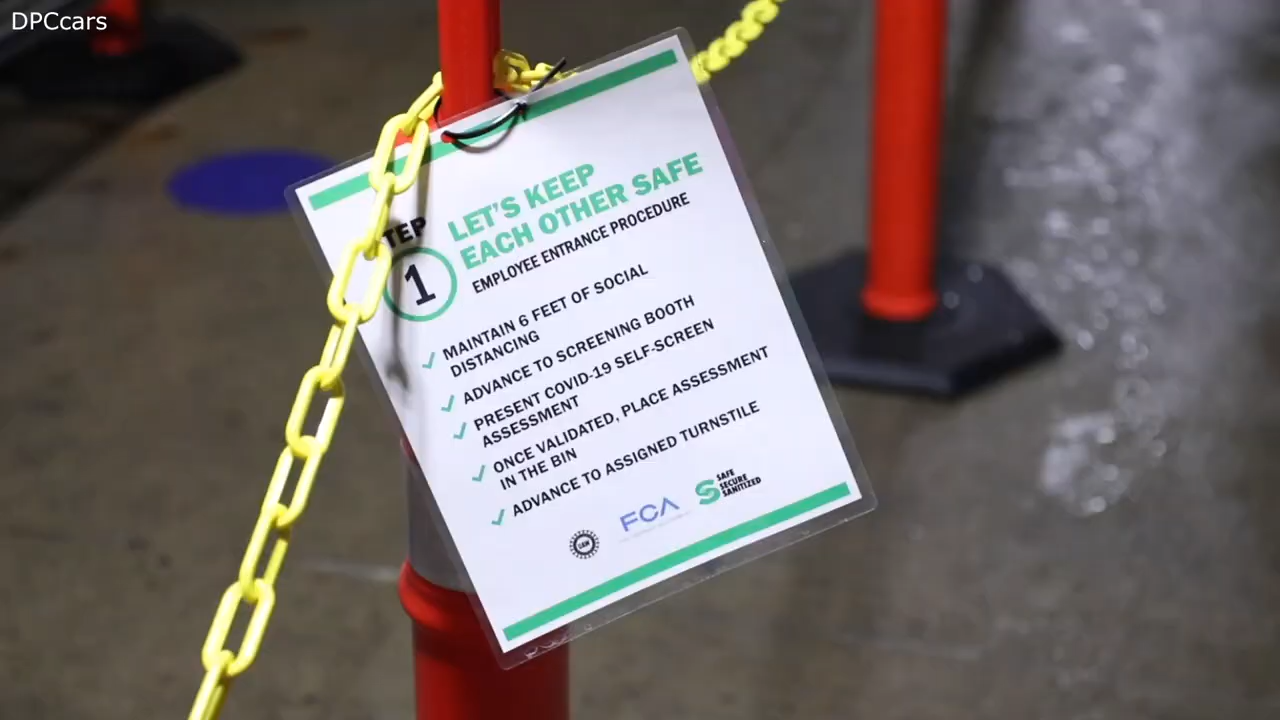 DPCcars
TEP
1
LET'S KEEP
EACH OTHER SAFE
EMPLOYEE ENTRANCE PROCEDURE
MAINTAIN 6 FEET OF SOCIAL
DISTANCING
ADVANCE TO SCREENING BOOTH
PRESENT COVID-19 SELF-SCREEN
ASSESSMENT
ONCE VALIDATED, PLACE ASSESSMENT
IN THE BIN
ADVANCE TO ASSIGNED TURNSTILE
UAW
FCA
SAFE
SECURE
SANITIZED